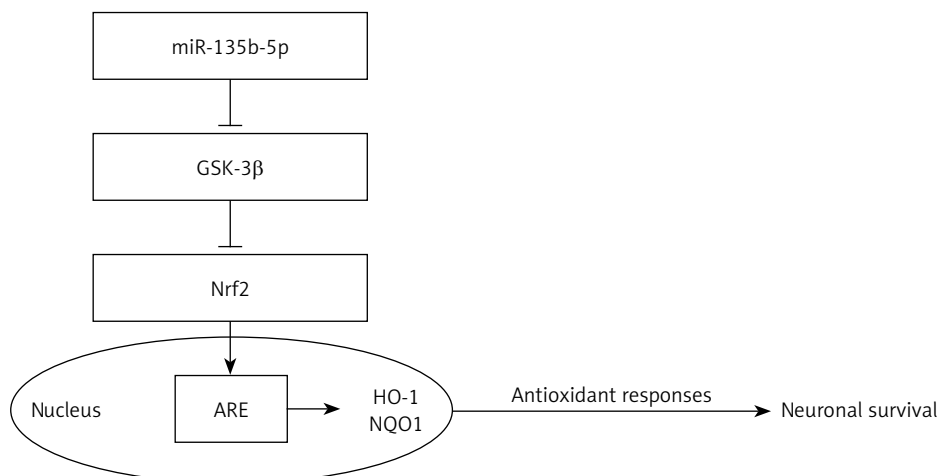 miR-135b-5p
GSK-3β
Nrf2
Nucleus
ARE
HO-1
NQO1
Antioxidant responses
Neuronal survival